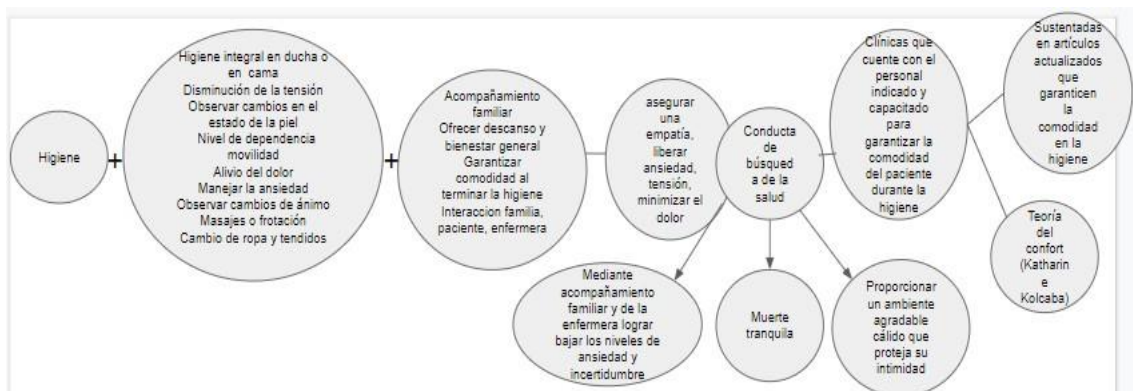 Higiene
+
Higiene integral en ducha o
en cama
Disminución de la tensión
Observar cambios en el
estado de la piel
Nivel de dependencia
movilidad
Alivio del dolor
Manejar la ansiedad
Observar cambios de ánimo
Masajes o frotación
Cambio de ropa y tendidos
+
Acompañamiento
familiar
Ofrecer descanso y
bienestar general
Garantizar
comodidad al
terminar la higiene
Interaccion familia,
paciente, enfermera
asegurar
una
empatía,
liberar
ansiedad,
tensión,
minimizar el
dolor
Conducta
de
búsqued
a de la
salud
Clínicas que
cuente con el
personal
indicado y
capacitado
para
garantizar la
comodidad
del paciente
durante la
higiene
Sustentadas
en artículos
actualizados
que
garanticen
la
comodidad
en la
higiene
Teoría
del
confort
(Katharin
e
Kolcaba)
Mediante
acompañamiento
familiar y de la
enfermera lograr
bajar los niveles de
ansiedad y
incertidumbre
Muerte
tranquila
Proporcionar
un ambiente
agradable
cálido que
proteja su
intimidad